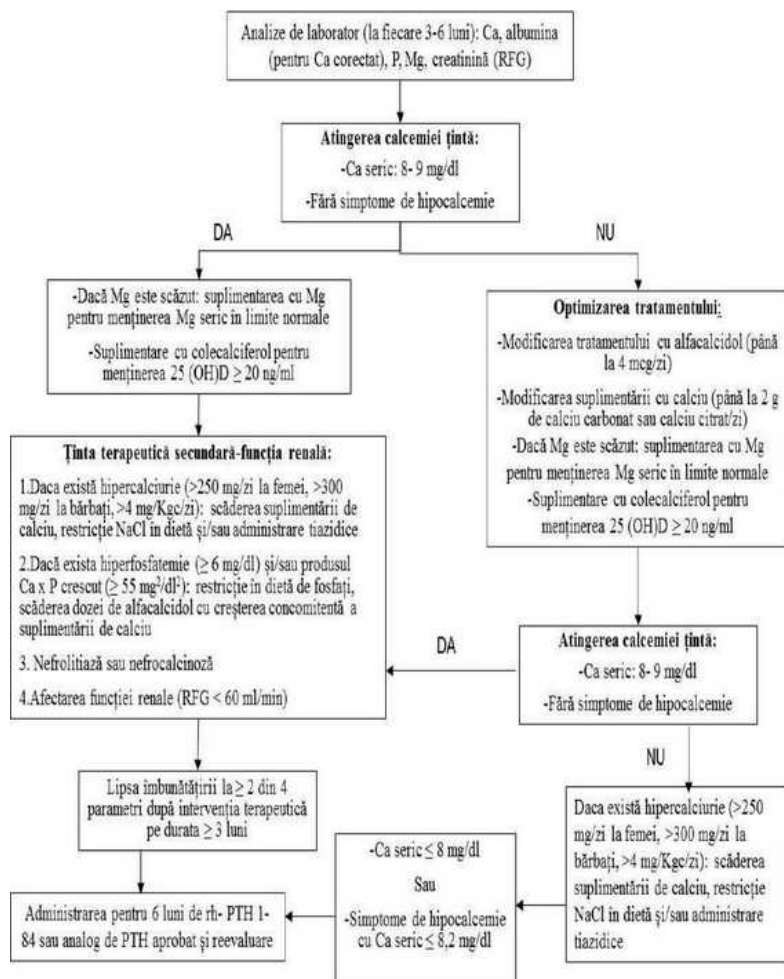 Analize de laborator (la fiecare 3-6 luni): Ca, albumina
(pentru Ca corectat), P, Mg, creatinină (RFG)
Atingerea calcemiei țintă:
-Ca seric: 8- 9 mg/dl
-Fără simptome de hipocalcemie
DA
NU
-Dacă Mg este scăzut: suplimentarea cu Mg
pentru menținerea Mg seric în limite normale
-Suplimentare cu colecalciferol pentru
menținerea 25 (OH)D ≥ 20 ng/ml
Optimizarea tratamentului:
-Modificarea tratamentului cu alfacalcidol (până
la 4 mcg/zi)
-Modificarea suplimentării cu calciu (până la 2 g
de calciu carbonat sau calciu citrat/zi)
-Dacă Mg este scăzut: suplimentarea cu Mg
pentru menținerea Mg seric în limite normale
-Suplimentare cu colecalciferol pentru
menținerea 25 (OH)D ≥ 20 ng/ml
Ținta terapeutică secundară-funcția renală:
1.Daca există hipercalciurie (>250 mg/zi la femei, >300
mg/zi la bărbați, >4 mg/Kgc/zi): scăderea suplimentării de
calciu, restricție NaCl în dietă și/sau administrare tiazidice
2.Dacă exista hiperfosfatemie (≥ 6 mg/dl) și/sau produsul
Ca x P crescut (≥ 55 mg²/dl²): restricție în dietă de fosfați,
scăderea dozei de alfacalcidol cu creșterea concomitentă a
suplimentării de calciu
3. Nefrolitiază sau nefrocalcinoză
4.Afectarea funcției renale (RFG < 60 ml/min)
DA
Atingerea calcemiei țintă:
-Ca seric: 8- 9 mg/dl
-Fără simptome de hipocalcemie
NU
Lipsa îmbunătățirii la ≥ 2 din 4
parametri după intervenția terapeutică
pe durata ≥ 3 luni
Daca există hipercalciurie (>250
mg/zi la femei, >300 mg/zi la
bărbați, >4 mg/Kgc/zi): scăderea
suplimentării de calciu, restricție
NaCl în dietă și/sau administrare
tiazidice
-Ca seric ≤ 8 mg/dl
Sau
-Simptome de hipocalcemie
cu Ca seric ≤ 8,2 mg/dl
Administrarea pentru 6 luni de rh- PTH 1-
84 sau analog de PTH aprobat și reevaluare